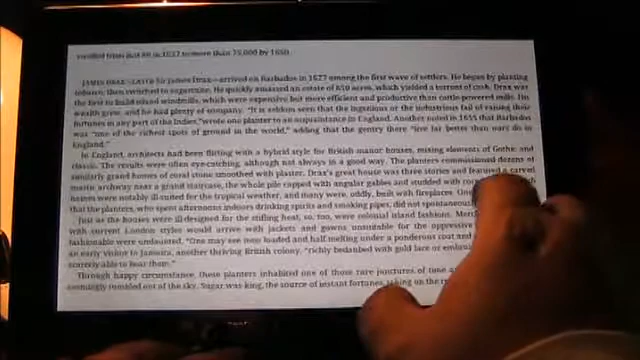 swelled from just 80 in 1627 to more than 75,000 by 1650.
JAMES DRAX—LATER Sir James Drax—arrived on Barbados in 1627 among the first wave of settlers. He began by planting
tobacco, then switched to sugarcane. He quickly amassed an estate of 850 acres, which yielded a torrent of cash. Drax was
the first to build island windmills, which were expensive but more efficient and productive than cattle-powered mills. His
wealth grew, and he had plenty of company. "It is seldom seen that the ingenious or the industrious fail of raising their
fortunes in any part of the Indies," wrote one planter to an acquaintance in England. Another noted in 1655 that Barbados
was "one of the richest spots of ground in the world," adding that the gentry there "live far better than ours do in
England."
In England, architects had been flirting with a hybrid style for British manor houses, mixing elements of Gothic and
classic. The results were often eye-catching, although not always in a good way. The planters commissioned dozens of
similarly grand homes of coral stone smoothed with plaster. Drax's great house was three stories and featured a carved
mastic archway near a grand staircase, the whole pile capped with angular gables and studded with
were notably ill-suited for the tropical weather, and many were, oddly, built with fireplaces.
that the planters, who spent afternoons indoors drinking spirits and smoking pipes, did not
Just as the houses were ill-designed for the stifling heat, so, too, were colonial island fashions.
with current London styles would arrive with jackets and gowns unsuitable for the oppressive
fashionable were undaunted. "One may see men loaded and half melting under a ponderous coat and
an early visitor to Jamaica, another thriving British colony, "richly bedaubed with gold lace or
scarcely able to bear them."
Through happy circumstance, these planters inhabited one of those rare junctures of time
seemingly tumbled out of the sky. Sugar was king, the source of instant fortunes, taking on the